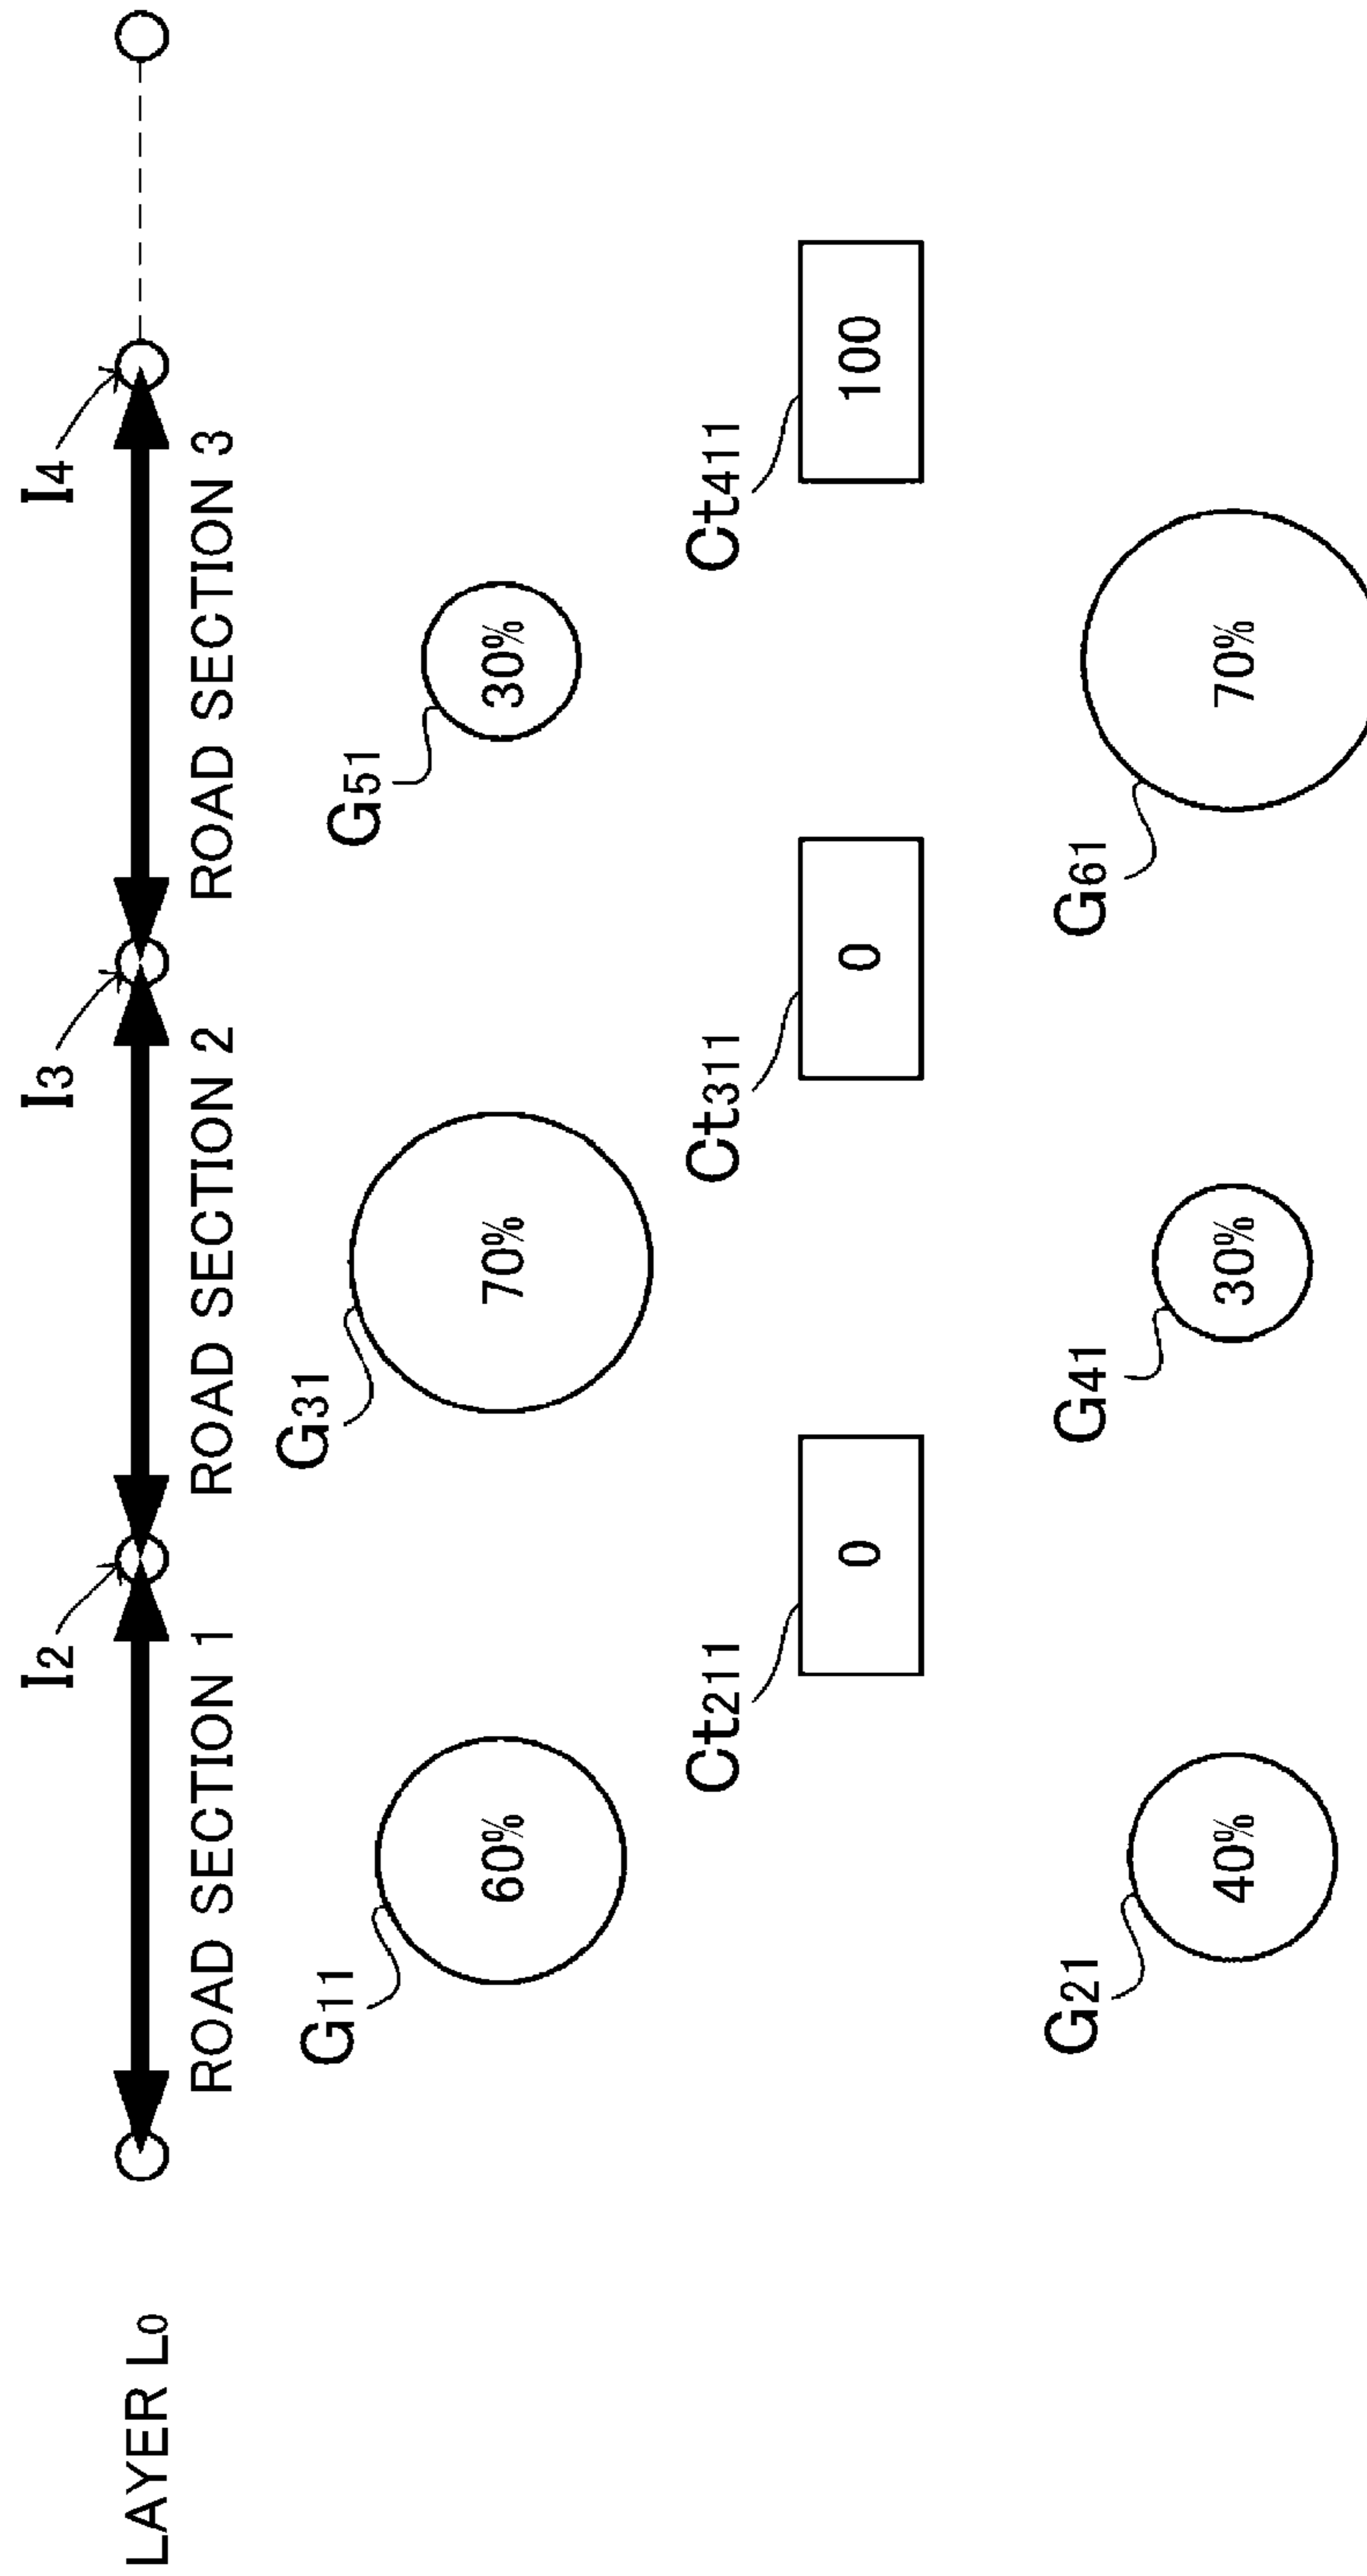 I2
I3
I4
LAYER L0
ROAD SECTION 1
ROAD SECTION 2
ROAD SECTION 3
G11
60%
G31
70%
G51
30%
Ct211
0
Ct311
0
Ct411
100
G21
40%
G41
30%
G61
70%